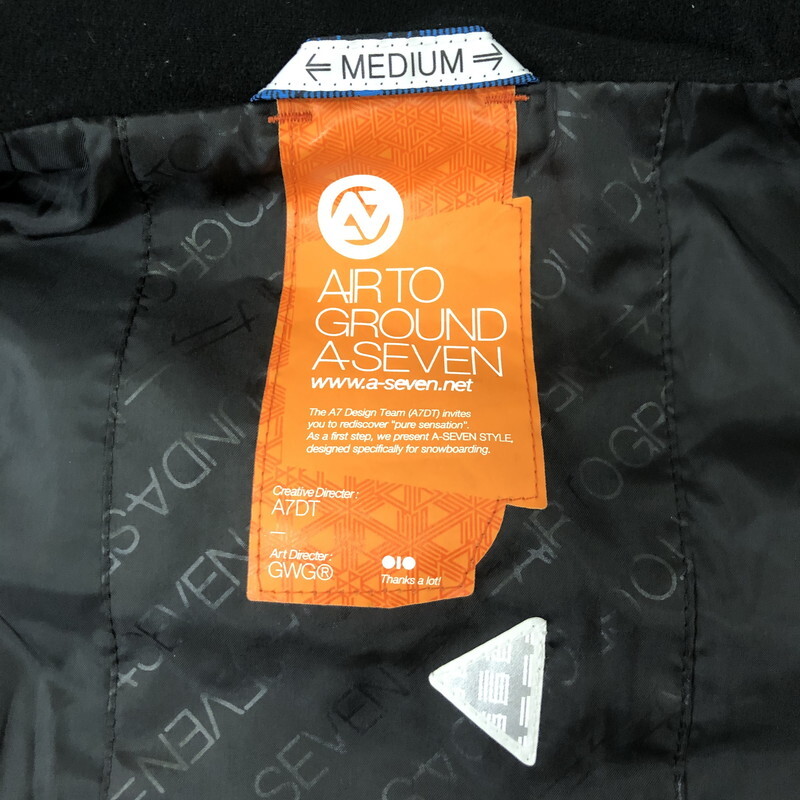 ⇐ MEDIUM ⇒
AIR TO
GROUND
A-SEVEN
www.a-seven.net
The A7 Design Team (A7DT) invites
you to rediscover "pure sensation".
As a first step, we present A-SEVEN STYLE,
designed specifically for snowboarding.
Creative Directer :
A7DT
—
Art Directer :
GWG®
Thanks a lot!
SEVEN